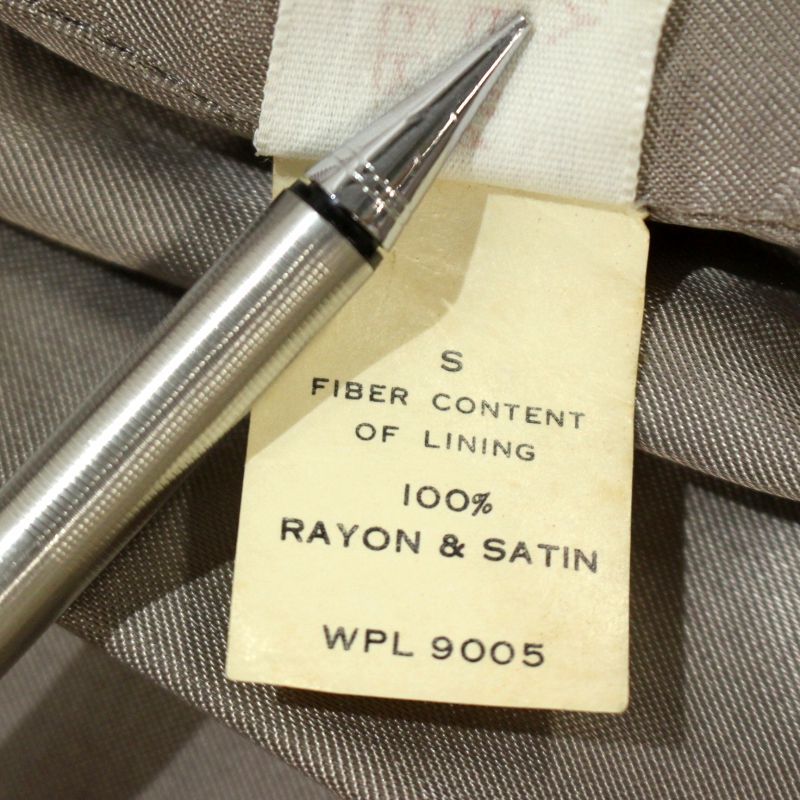 S
FIBER CONTENT
OF LINING
100%
RAYON & SATIN
WPL 9005